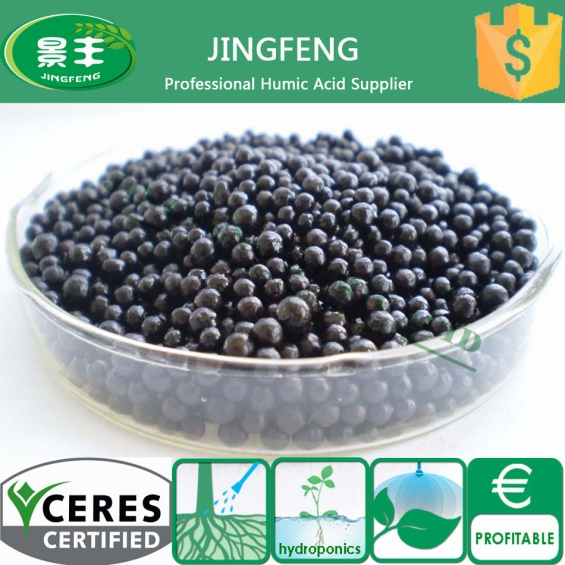 景丰
JINGFENG
JINGFENG
Professional Humic Acid Supplier
$
CERES
CERTIFIED
hydroponics
€
PROFITABLE